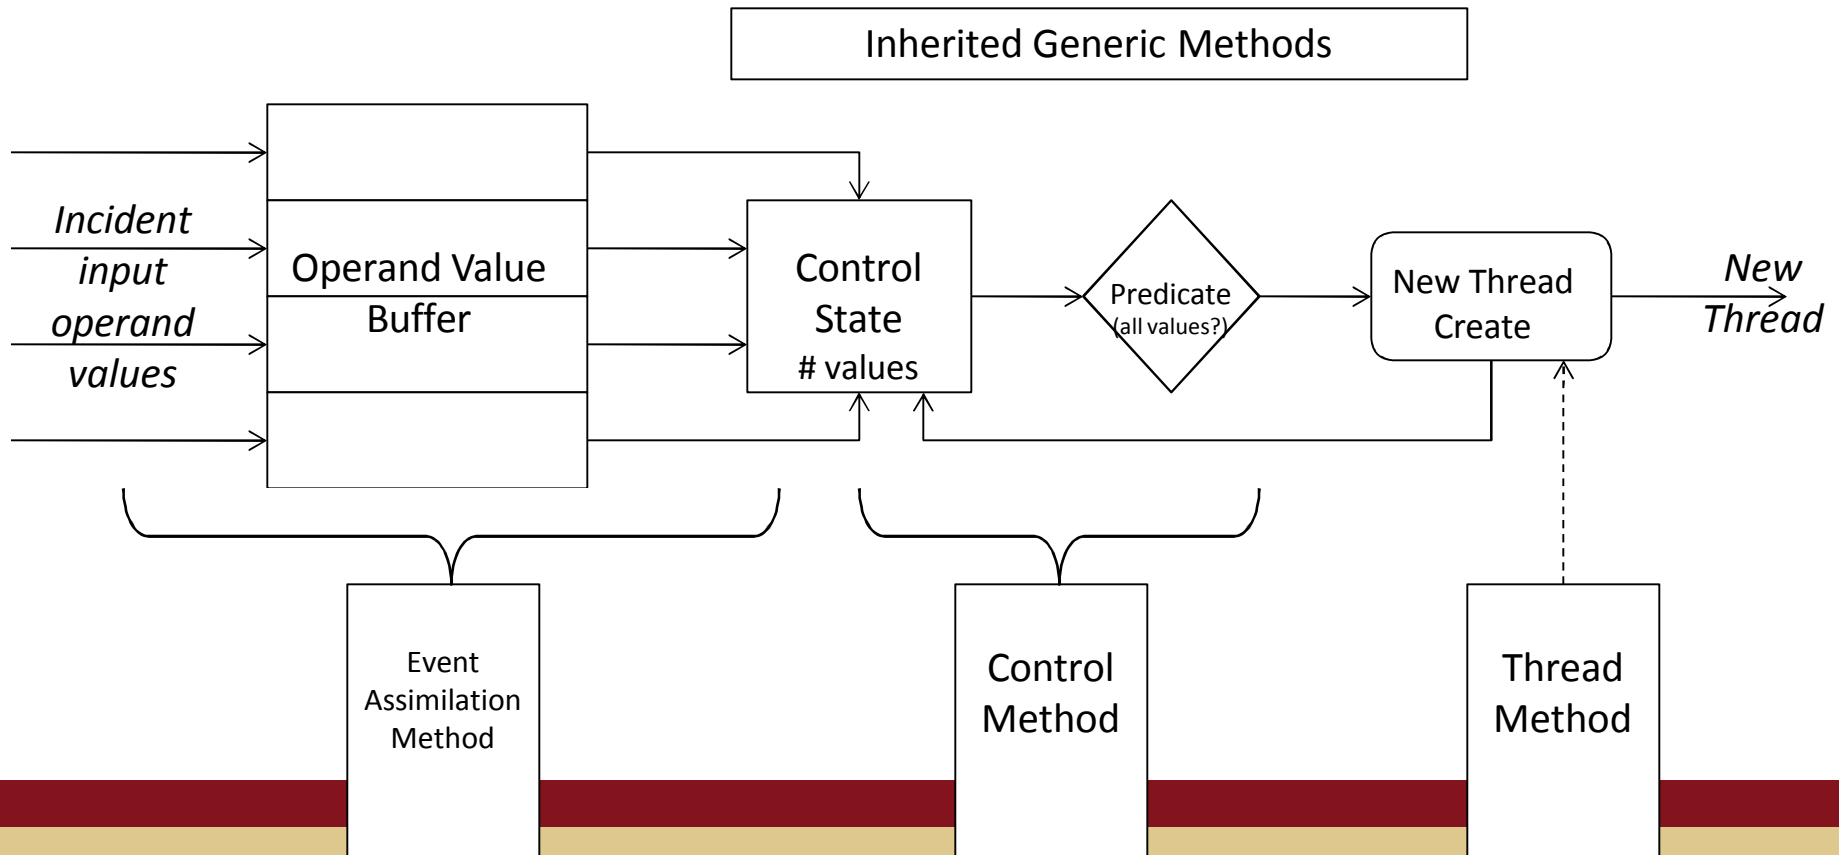 Inherited Generic Methods
Incident
input
operand
values
Operand Value
Buffer
Control
State
# values
Predicate
(all values?)
New Thread
Create
New
Thread
Event
Assimilation
Method
Control
Method
Thread
Method